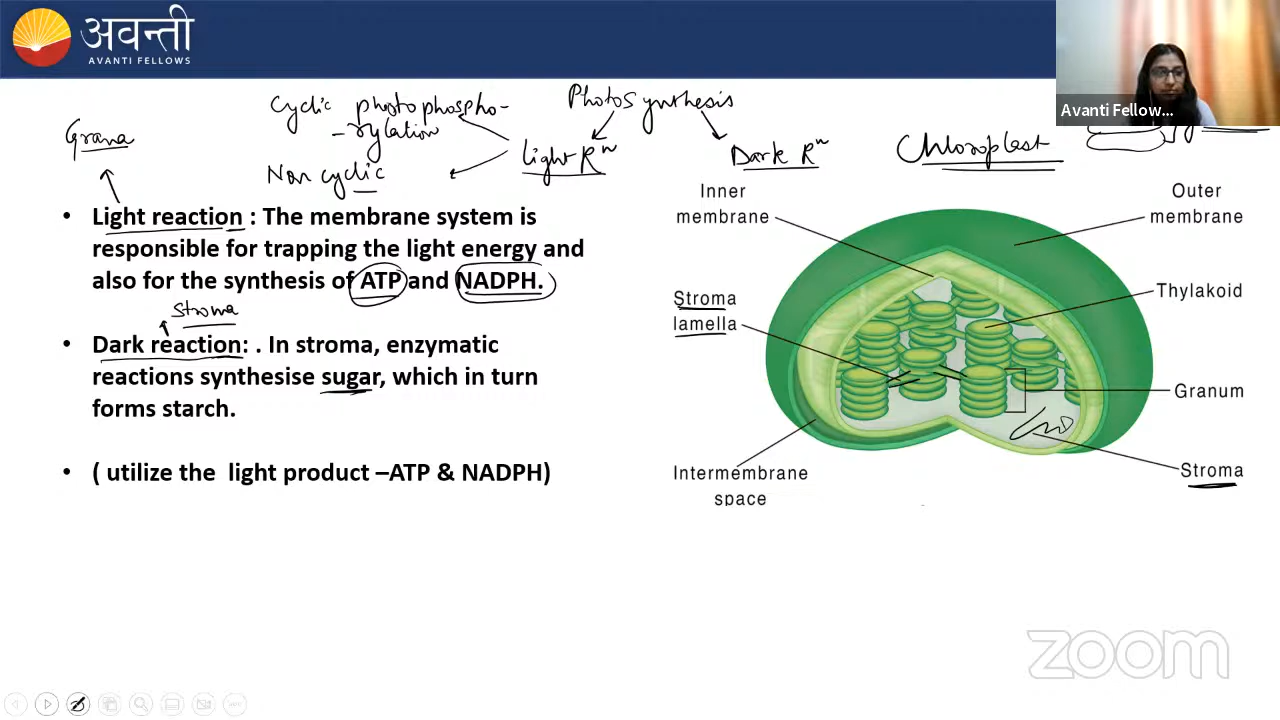 अवन्ती
AVANTI FELLOWS
Avanti Fellow...
Photosynthesis
Cyclic photophospho-
-rylation
Grana
Light Rⁿ
Dark Rⁿ
Chloroplast
Non cyclic
• Light reaction : The membrane system is
responsible for trapping the light energy and
also for the synthesis of ATP and NADPH.
Stroma
• Dark reaction: . In stroma, enzymatic
reactions synthesise sugar, which in turn
forms starch.
• ( utilize the light product –ATP & NADPH)
Inner
membrane
Outer
membrane
Stroma
lamella
Thylakoid
Granum
Stroma
Intermembrane
space
zoom